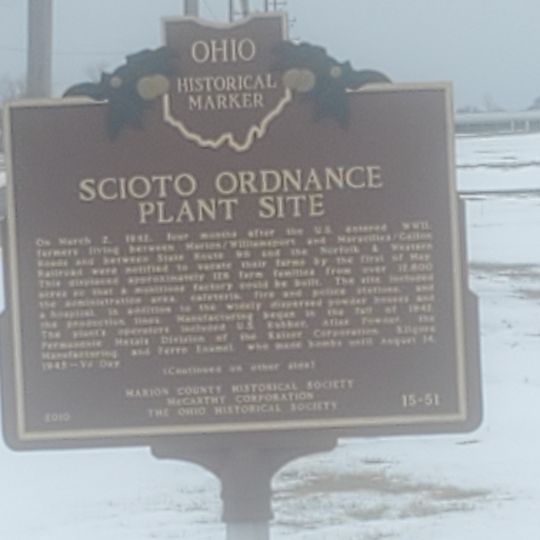 OHIO
HISTORICAL
MARKER
SCIOTO ORDNANCE
PLANT SITE
On March 2, 1942, four months after the U.S. entered WWII,
farmers living between Marion/Williamsport and Marseilles/Galion
Roads and between State Route 98 and the Norfolk & Western
Railroad were notified to vacate their farms by the first of May.
This displaced approximately 125 farm families from over 12,600
acres so that a munitions factory could be built. The site included
the administration area, cafeteria, fire and police stations, and
a hospital, in addition to the widely dispersed powder houses and
the production lines. Manufacturing began in the fall of 1942.
The plant's operators included U.S. Rubber, Atlas Powder, the
Permanente Metals Division of the Kaiser Corporation, Kilgore
Manufacturing, and Ferro Enamel, who made bombs until August 14,
1945—VJ Day.
(Continued on other side)
MARION COUNTY HISTORICAL SOCIETY
McCARTHY CORPORATION
THE OHIO HISTORICAL SOCIETY
2010
15-51